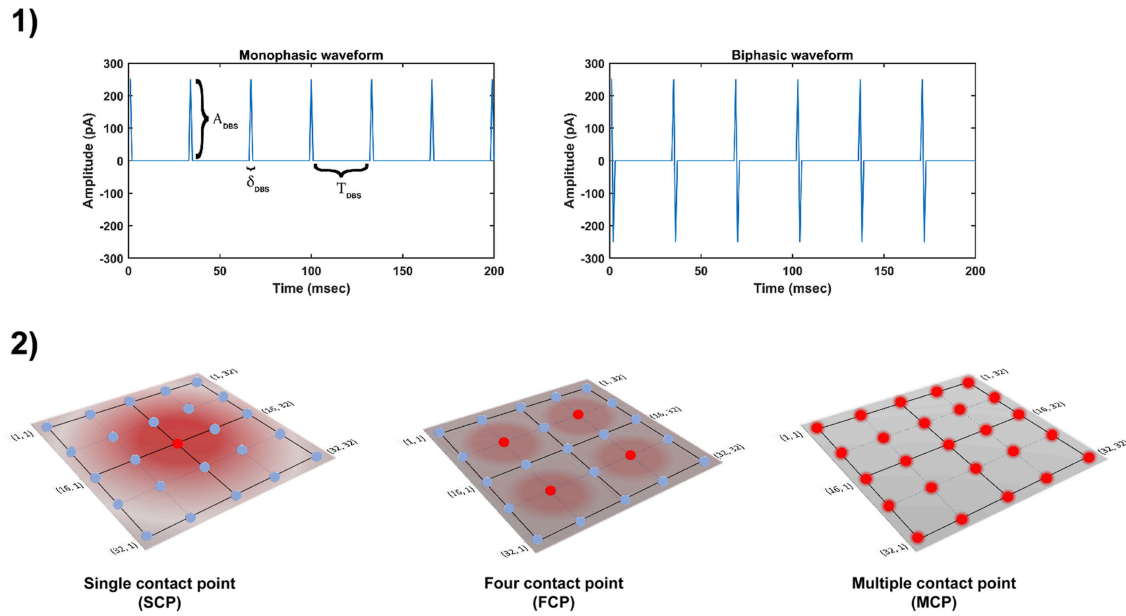 1)
Monophasic waveform
Amplitude (pA)
300
200
100
0
-100
-200
-300
A DBS
δ DBS
T DBS
0 50 100 150 200
Time (msec)
Biphasic waveform
Amplitude (pA)
300
200
100
0
-100
-200
-300
0 50 100 150 200
Time (msec)
2)
(1, 1)
(16, 1)
(32, 1)
(1, 32)
(16, 32)
(32, 32)
Single contact point
(SCP)
(1, 1)
(16, 1)
(32, 1)
(1, 32)
(16, 32)
(32, 32)
Four contact point
(FCP)
(1, 1)
(16, 1)
(32, 1)
(1, 32)
(16, 32)
(32, 32)
Multiple contact point
(MCP)